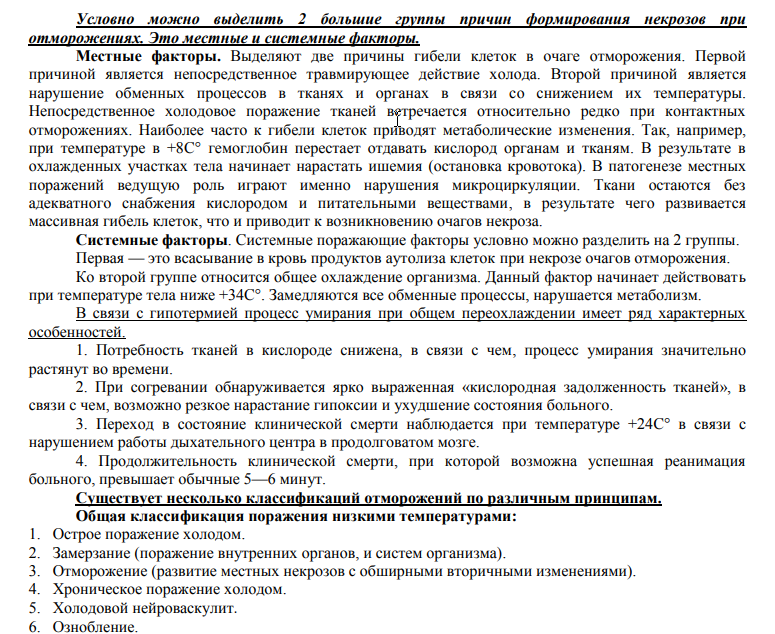 Условно можно выделить 2 большие группы причин формирования некрозов при
отморожениях. Это местные и системные факторы.
Местные факторы. Выделяют две причины гибели клеток в очаге отморожения. Первой
причиной является непосредственное травмирующее действие холода. Второй причиной является
нарушение обменных процессов в тканях и органах в связи со снижением их температуры.
Непосредственное холодовое поражение тканей встречается относительно редко при контактных
отморожениях. Наиболее часто к гибели клеток приводят метаболические изменения. Так, например,
при температуре в +8С° гемоглобин перестает отдавать кислород органам и тканям. В результате в
охлажденных участках тела начинает нарастать ишемия (остановка кровотока). В патогенезе местных
поражений ведущую роль играют именно нарушения микроциркуляции. Ткани остаются без
адекватного снабжения кислородом и питательными веществами, в результате чего развивается
массивная гибель клеток, что и приводит к возникновению очагов некроза.
Системные факторы. Системные поражающие факторы условно можно разделить на 2 группы.
Первая — это всасывание в кровь продуктов аутолиза клеток при некрозе очагов отморожения.
Ко второй группе относится общее охлаждение организма. Данный фактор начинает действовать
при температуре тела ниже +34С°. Замедляются все обменные процессы, нарушается метаболизм.
В связи с гипотермией процесс умирания при общем переохлаждении имеет ряд характерных
особенностей.
1. Потребность тканей в кислороде снижена, в связи с чем, процесс умирания значительно
растянут во времени.
2. При согревании обнаруживается ярко выраженная «кислородная задолженность тканей», в
связи с чем, возможно резкое нарастание гипоксии и ухудшение состояния больного.
3. Переход в состояние клинической смерти наблюдается при температуре +24С° в связи с
нарушением работы дыхательного центра в продолговатом мозге.
4. Продолжительность клинической смерти, при которой возможна успешная реанимация
больного, превышает обычные 5—6 минут.
Существует несколько классификаций отморожений по различным принципам.
Общая классификация поражения низкими температурами:
1. Острое поражение холодом.
2. Замерзание (поражение внутренних органов, и систем организма).
3. Отморожение (развитие местных некрозов с обширными вторичными изменениями).
4. Хроническое поражение холодом.
5. Холодовой нейроваскулит.
6. Ознобление.